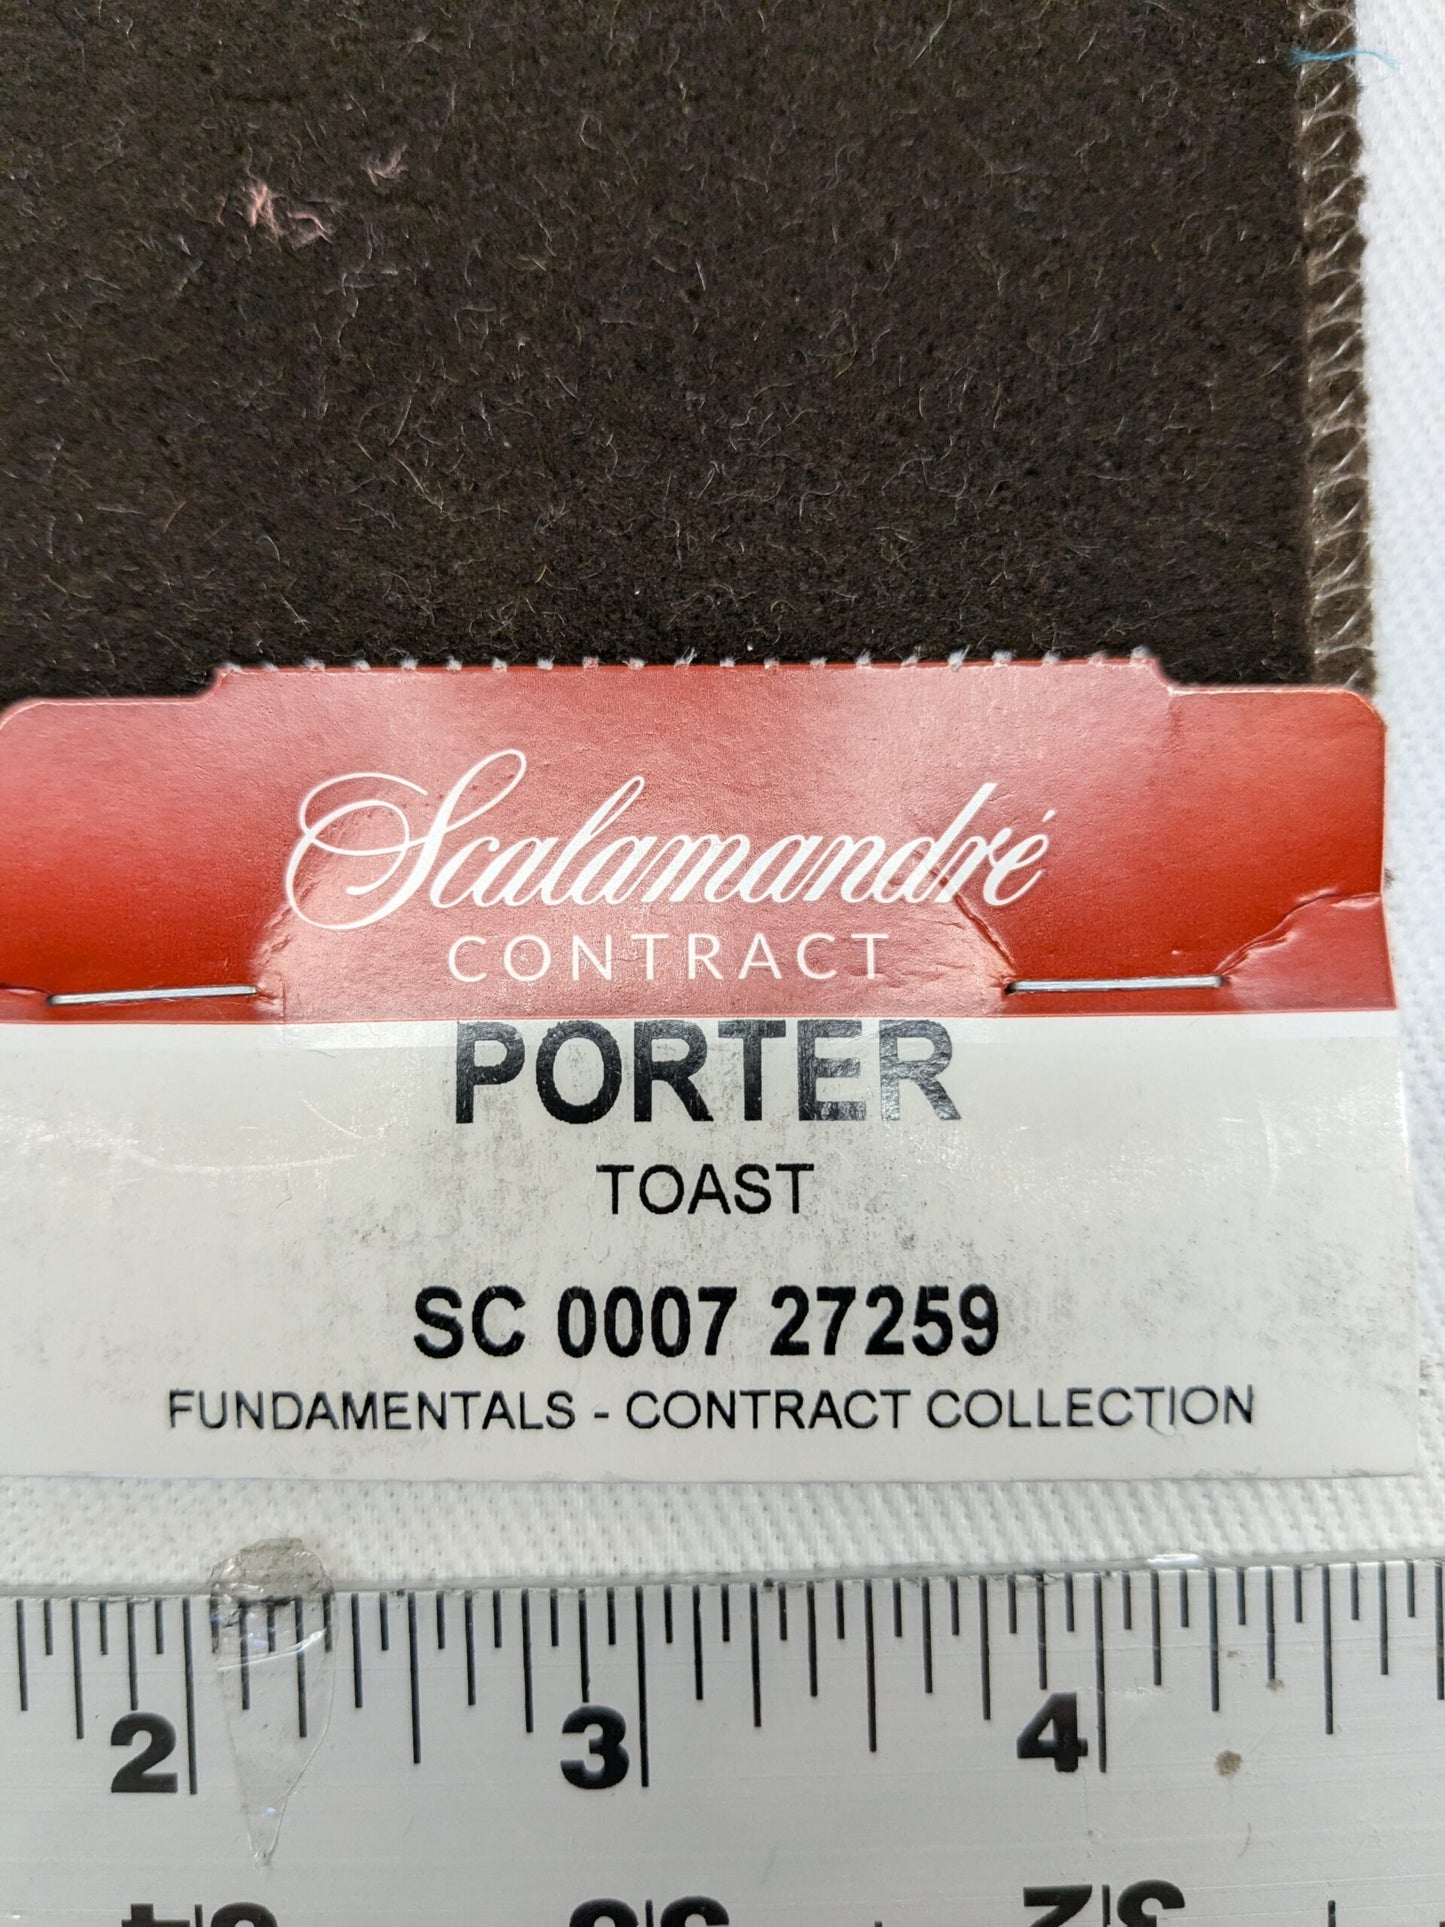 Scalamandré
CONTRACT
PORTER
TOAST
SC 0007 27259
FUNDAMENTALS - CONTRACT COLLECTION
2 3 4